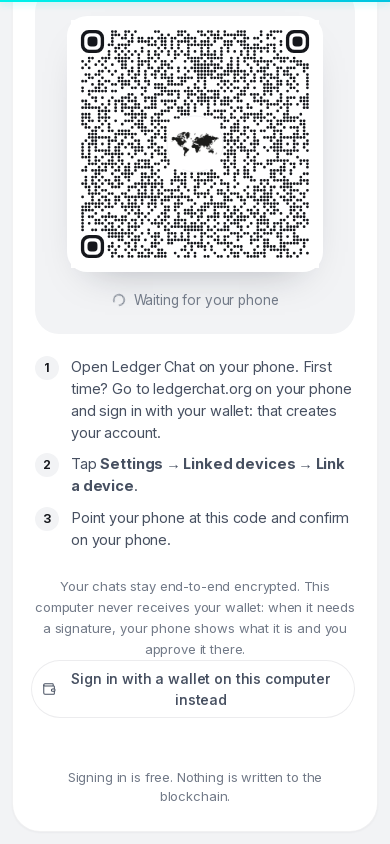 Waiting for your phone
1 Open Ledger Chat on your phone. First
time? Go to ledgerchat.org on your phone
and sign in with your wallet: that creates
your account.
2 Tap Settings → Linked devices → Link
a device.
3 Point your phone at this code and confirm
on your phone.
Your chats stay end-to-end encrypted. This
computer never receives your wallet: when it needs
a signature, your phone shows what it is and you
approve it there.
Sign in with a wallet on this computer
instead
Signing in is free. Nothing is written to the
blockchain.